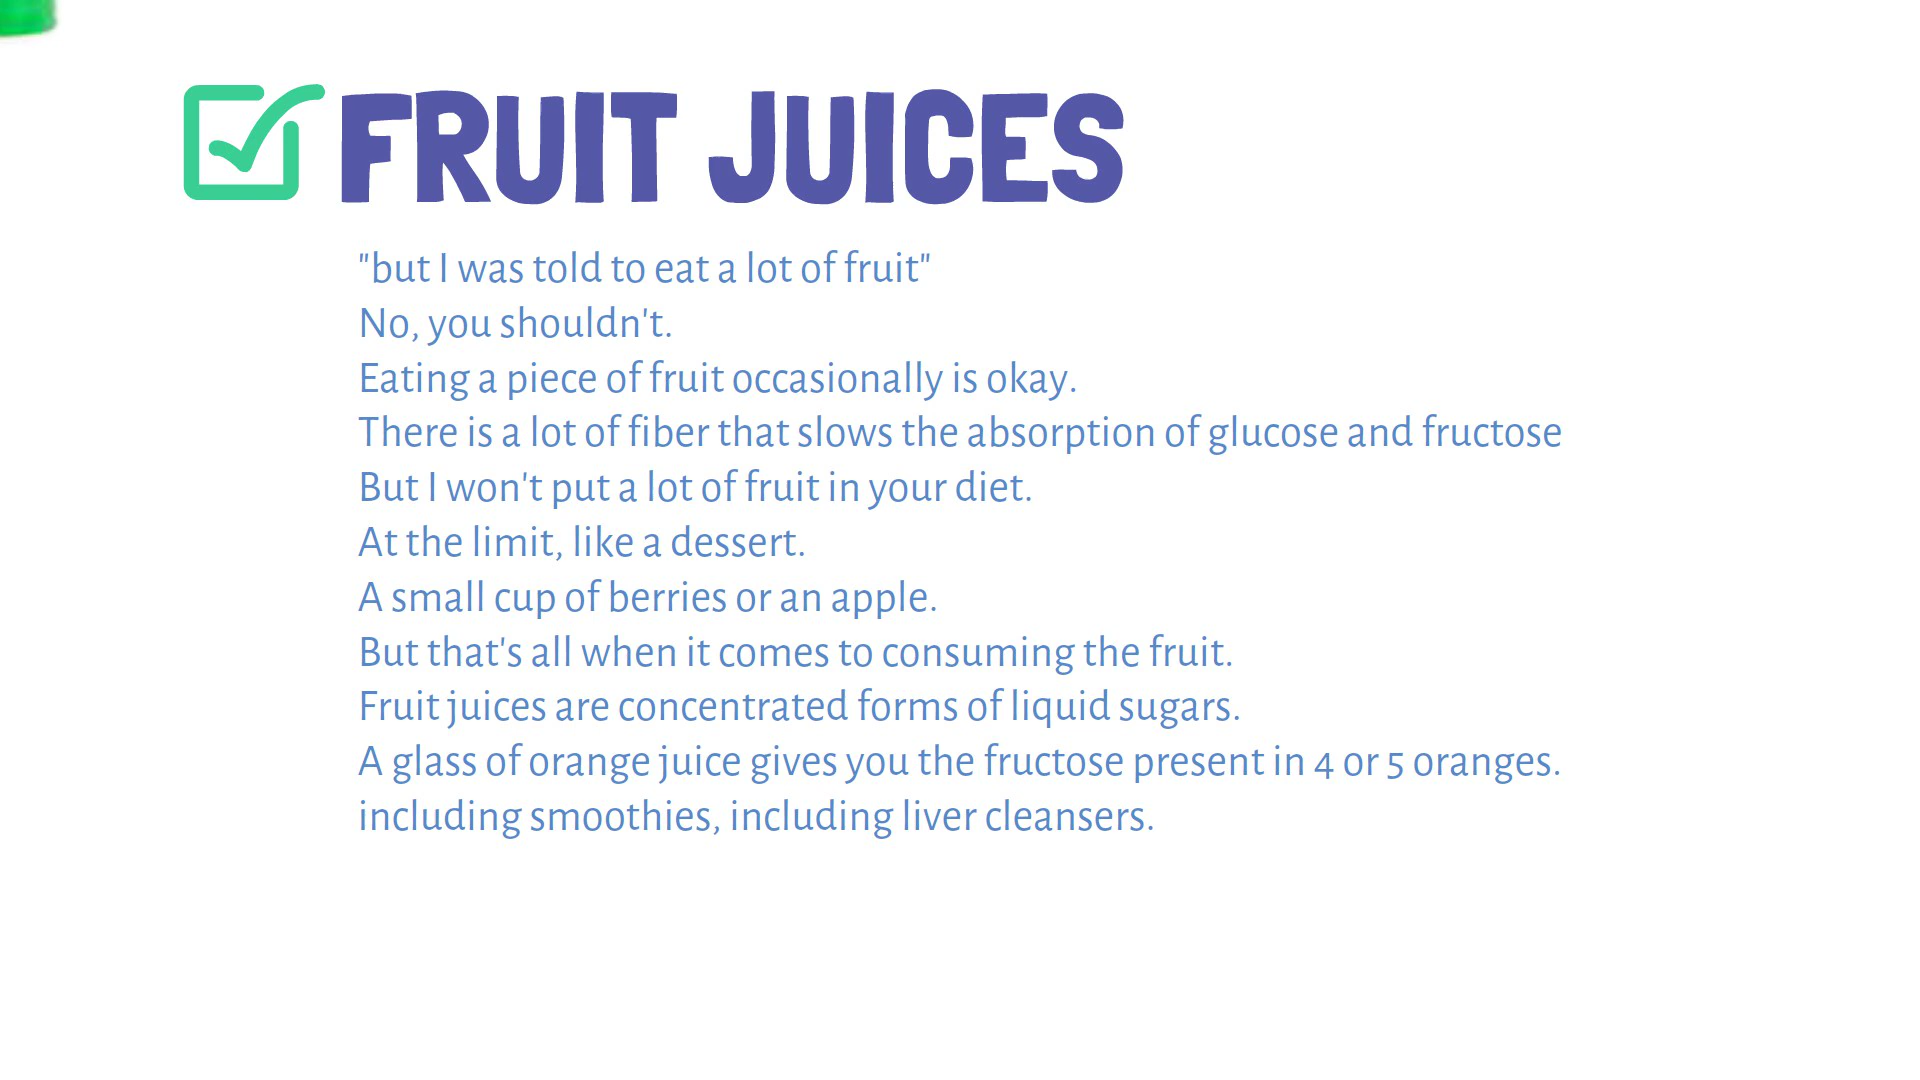 FRUIT JUICES
"but I was told to eat a lot of fruit"
No, you shouldn't.
Eating a piece of fruit occasionally is okay.
There is a lot of fiber that slows the absorption of glucose and fructose
But I won't put a lot of fruit in your diet.
At the limit, like a dessert.
A small cup of berries or an apple.
But that's all when it comes to consuming the fruit.
Fruit juices are concentrated forms of liquid sugars.
A glass of orange juice gives you the fructose present in 4 or 5 oranges.
including smoothies, including liver cleansers.